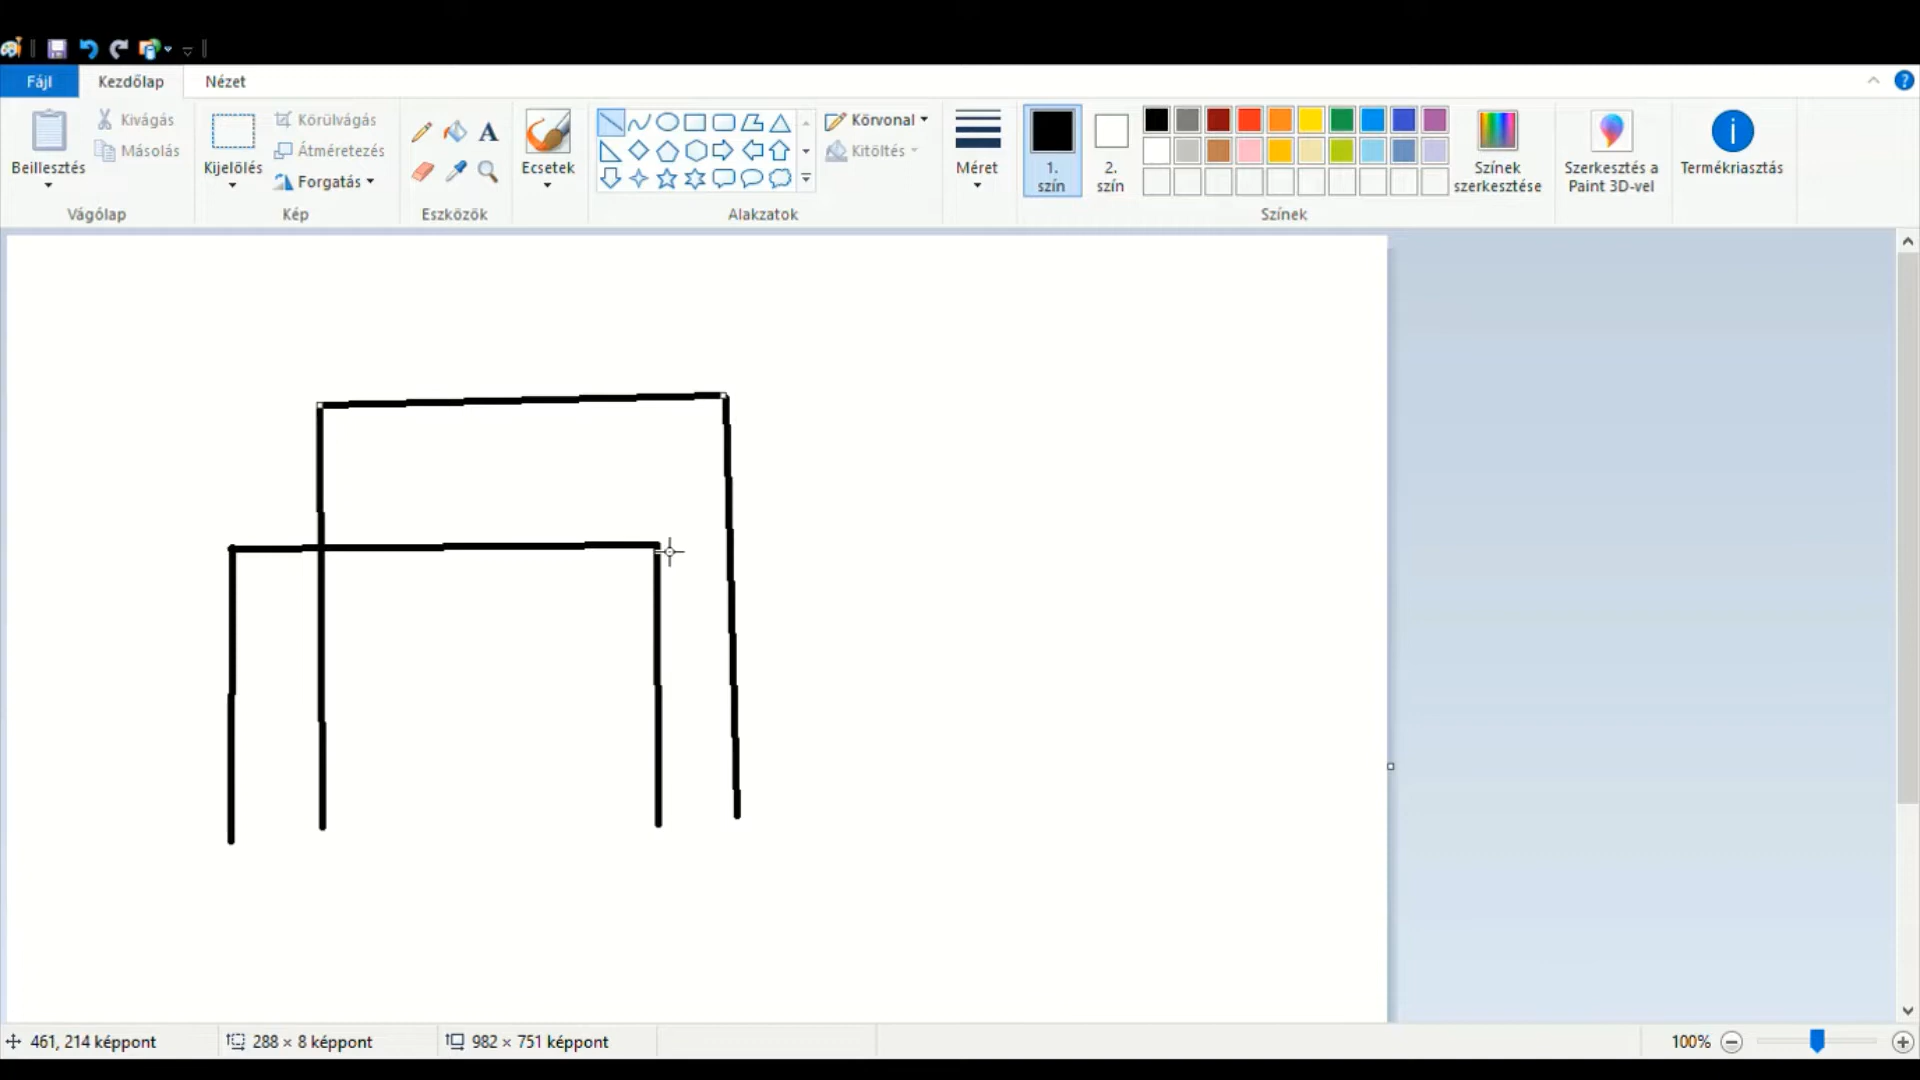 Fájl Kezdőlap Nézet
Beillesztés
Kivágás
Másolás
Vágólap
Kijelölés
Körülvágás
Átméretezés
Forgatás
Kép
A
Eszközök
Ecsetek
Alakzatok
Körvonal
Kitöltés
Méret
1. szín
2. szín
Színek
Színek szerkesztése
Szerkesztés a Paint 3D-vel
Termékriasztás
461, 214 képpont 288 × 8 képpont 982 × 751 képpont 100%